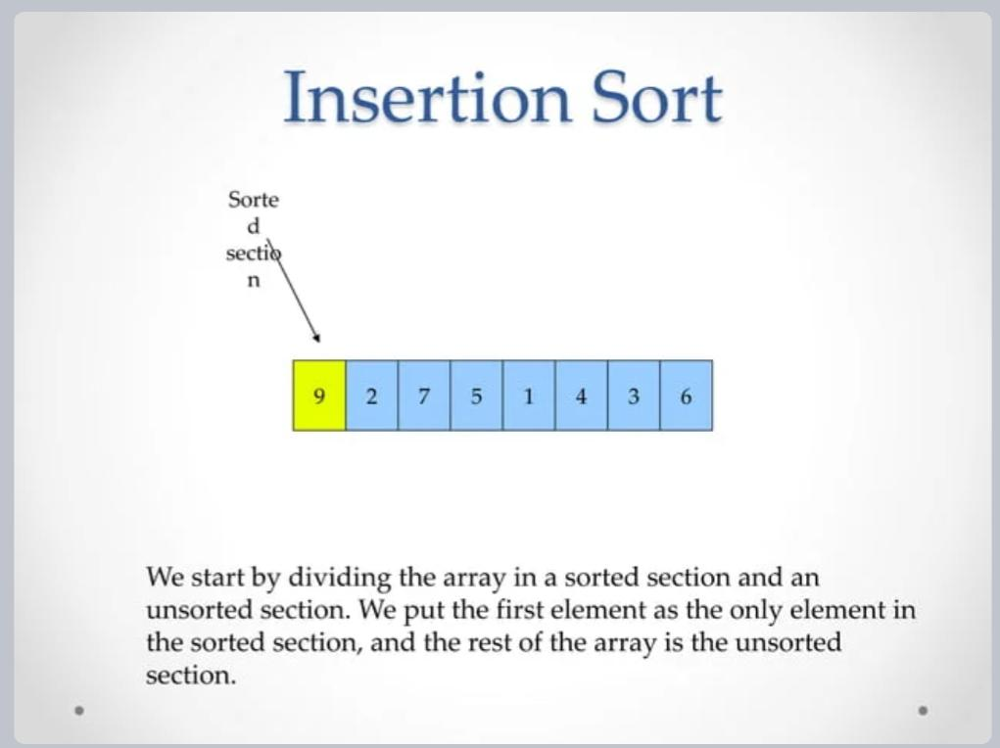 Insertion Sort
Sorte
d
sectio
n
9 2 7 5 1 4 3 6
We start by dividing the array in a sorted section and an
unsorted section. We put the first element as the only element in
the sorted section, and the rest of the array is the unsorted
section.